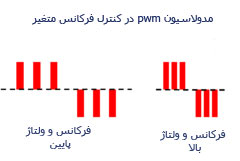 مدولاسیون pwm در کنترل فرکانس متغیر
فرکانس و ولتاژ
پایین
فرکانس و ولتاژ
بالا